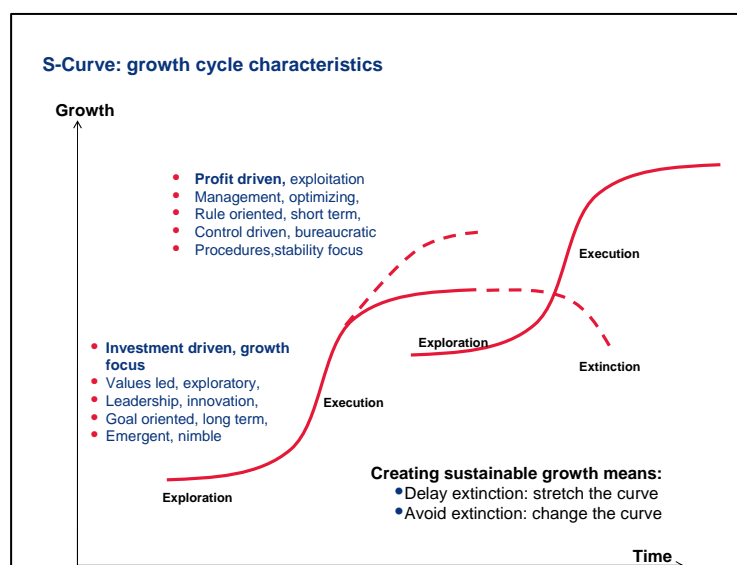 S-Curve: growth cycle characteristics
Growth
Profit driven, exploitation
Management, optimizing,
Rule oriented, short term,
Control driven, bureaucratic
Procedures,stability focus
Execution
Investment driven, growth
focus
Values led, exploratory,
Leadership, innovation,
Goal oriented, long term,
Emergent, nimble
Exploration
Extinction
Execution
Exploration
Creating sustainable growth means:
Delay extinction: stretch the curve
Avoid extinction: change the curve
Time